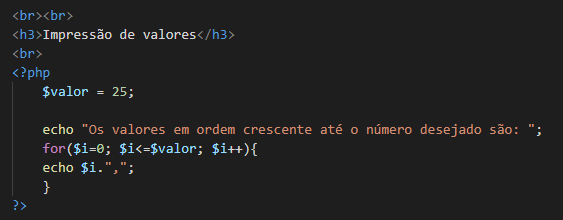 <br><br>
<h3>Impressão de valores</h3>
<br>
<?php
$valor = 25;
echo "Os valores em ordem crescente até o número desejado são: ";
for($i=0; $i<=$valor; $i++){
echo $i.",";
}
?>